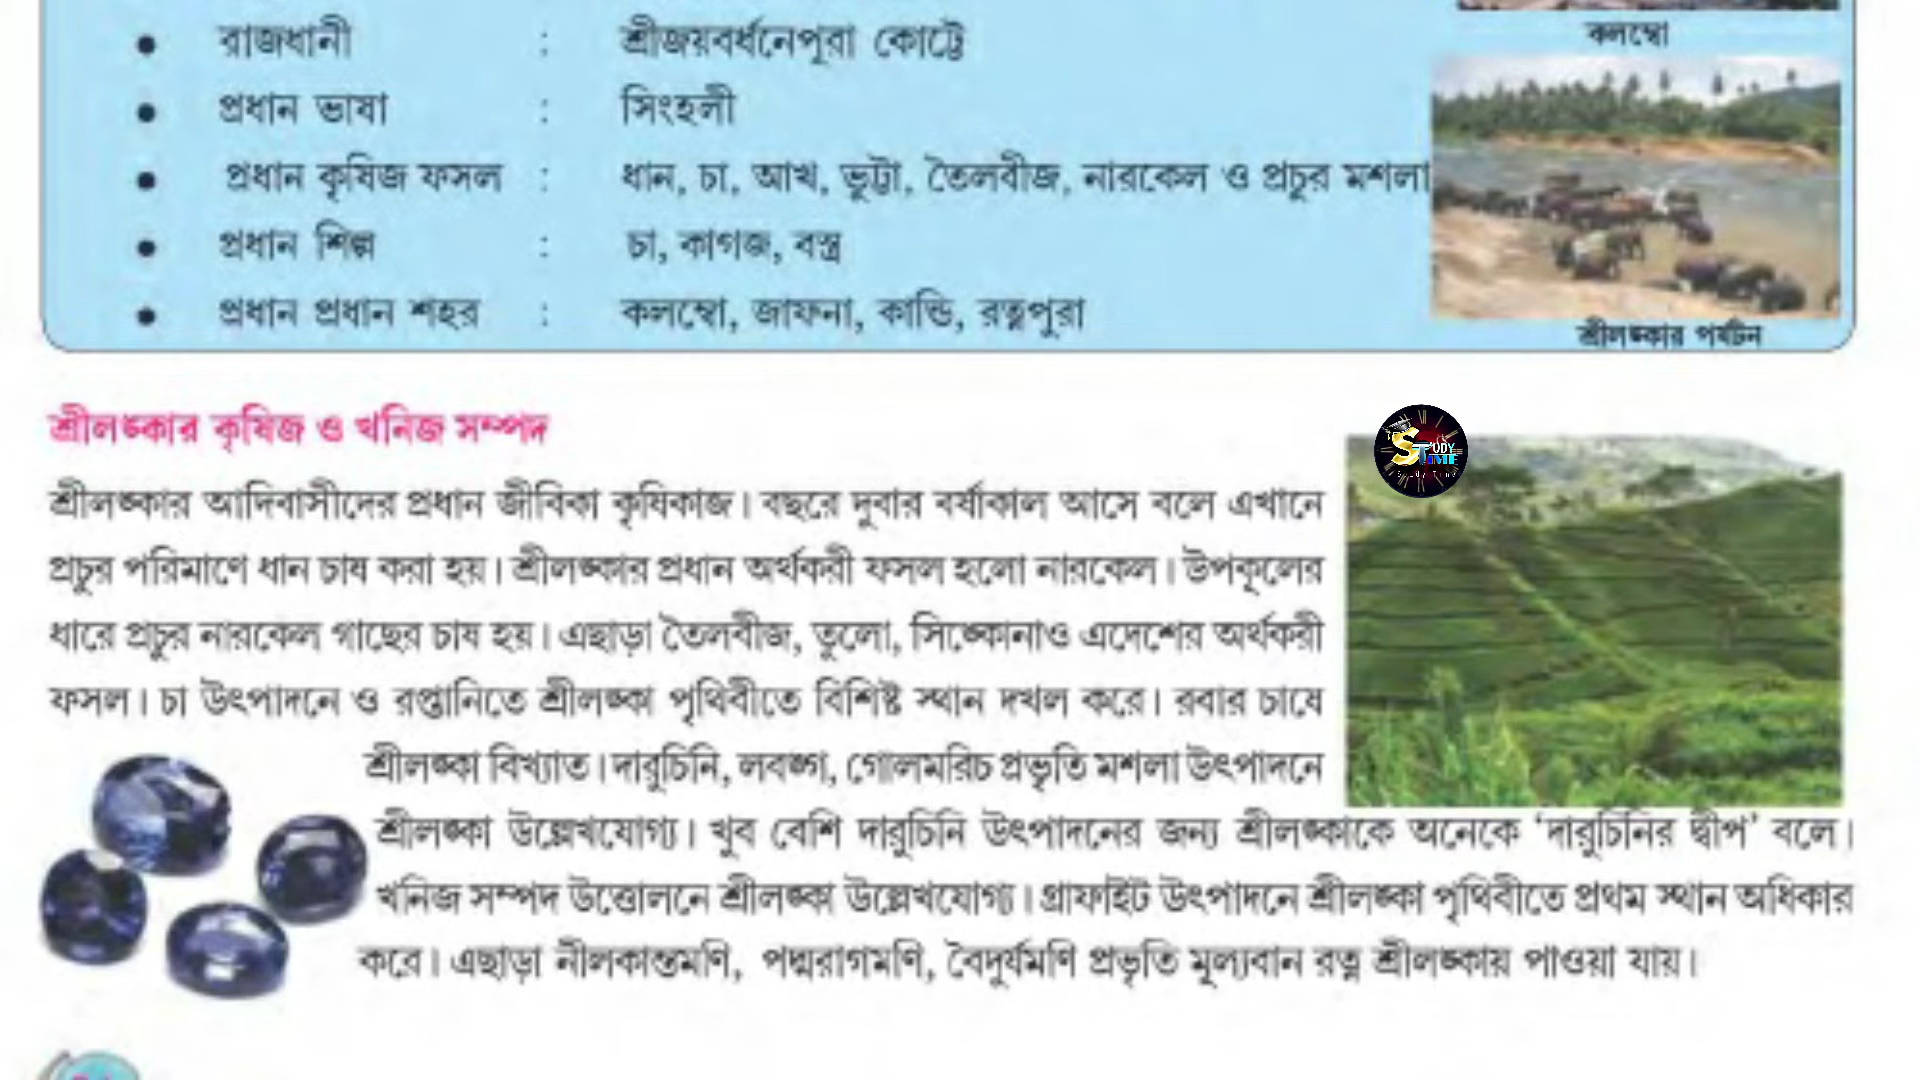 কলম্বো
• রাজধানী : শ্রীজয়বর্ধনেপুরা কোট্টে
• প্রধান ভাষা : সিংহলী
• প্রধান কৃষিজ ফসল : ধান, চা, আখ, ভূট্টা, তৈলবীজ, নারকেল ও প্রচুর মশলা
• প্রধান শিল্প : চা, কাগজ, বস্ত্র
• প্রধান প্রধান শহর : কলম্বো, জাফনা, কান্ডি, রত্নপুরা
শ্রীলঙ্কার পর্যটন
শ্রীলঙ্কার কৃষিজ ও খনিজ সম্পদ
STUDY TIME
Study Time
শ্রীলঙ্কার আদিবাসীদের প্রধান জীবিকা কৃষিকাজ। বছরে দুবার বর্ষাকাল আসে বলে এখানে
প্রচুর পরিমাণে ধান চাষ করা হয়। শ্রীলঙ্কার প্রধান অর্থকরী ফসল হলো নারকেল। উপকূলের
ধারে প্রচুর নারকেল গাছের চাষ হয়। এছাড়া তৈলবীজ, তুলো, সিঙ্কোনাও এদেশের অর্থকরী
ফসল। চা উৎপাদনে ও রপ্তানিতে শ্রীলঙ্কা পৃথিবীতে বিশিষ্ট স্থান দখল করে। রবার চাষে
শ্রীলঙ্কা বিখ্যাত। দারুচিনি, লবঙ্গ, গোলমরিচ প্রভৃতি মশলা উৎপাদনে
শ্রীলঙ্কা উল্লেখযোগ্য। খুব বেশি দারুচিনি উৎপাদনের জন্য শ্রীলঙ্কাকে অনেকে ‘দারুচিনির দ্বীপ’ বলে।
খনিজ সম্পদ উত্তোলনে শ্রীলঙ্কা উল্লেখযোগ্য। গ্রাফাইট উৎপাদনে শ্রীলঙ্কা পৃথিবীতে প্রথম স্থান অধিকার
করে। এছাড়া নীলকান্তমণি, পদ্মরাগমণি, বৈদুর্যমণি প্রভৃতি মূল্যবান রত্ন শ্রীলঙ্কায় পাওয়া যায়।